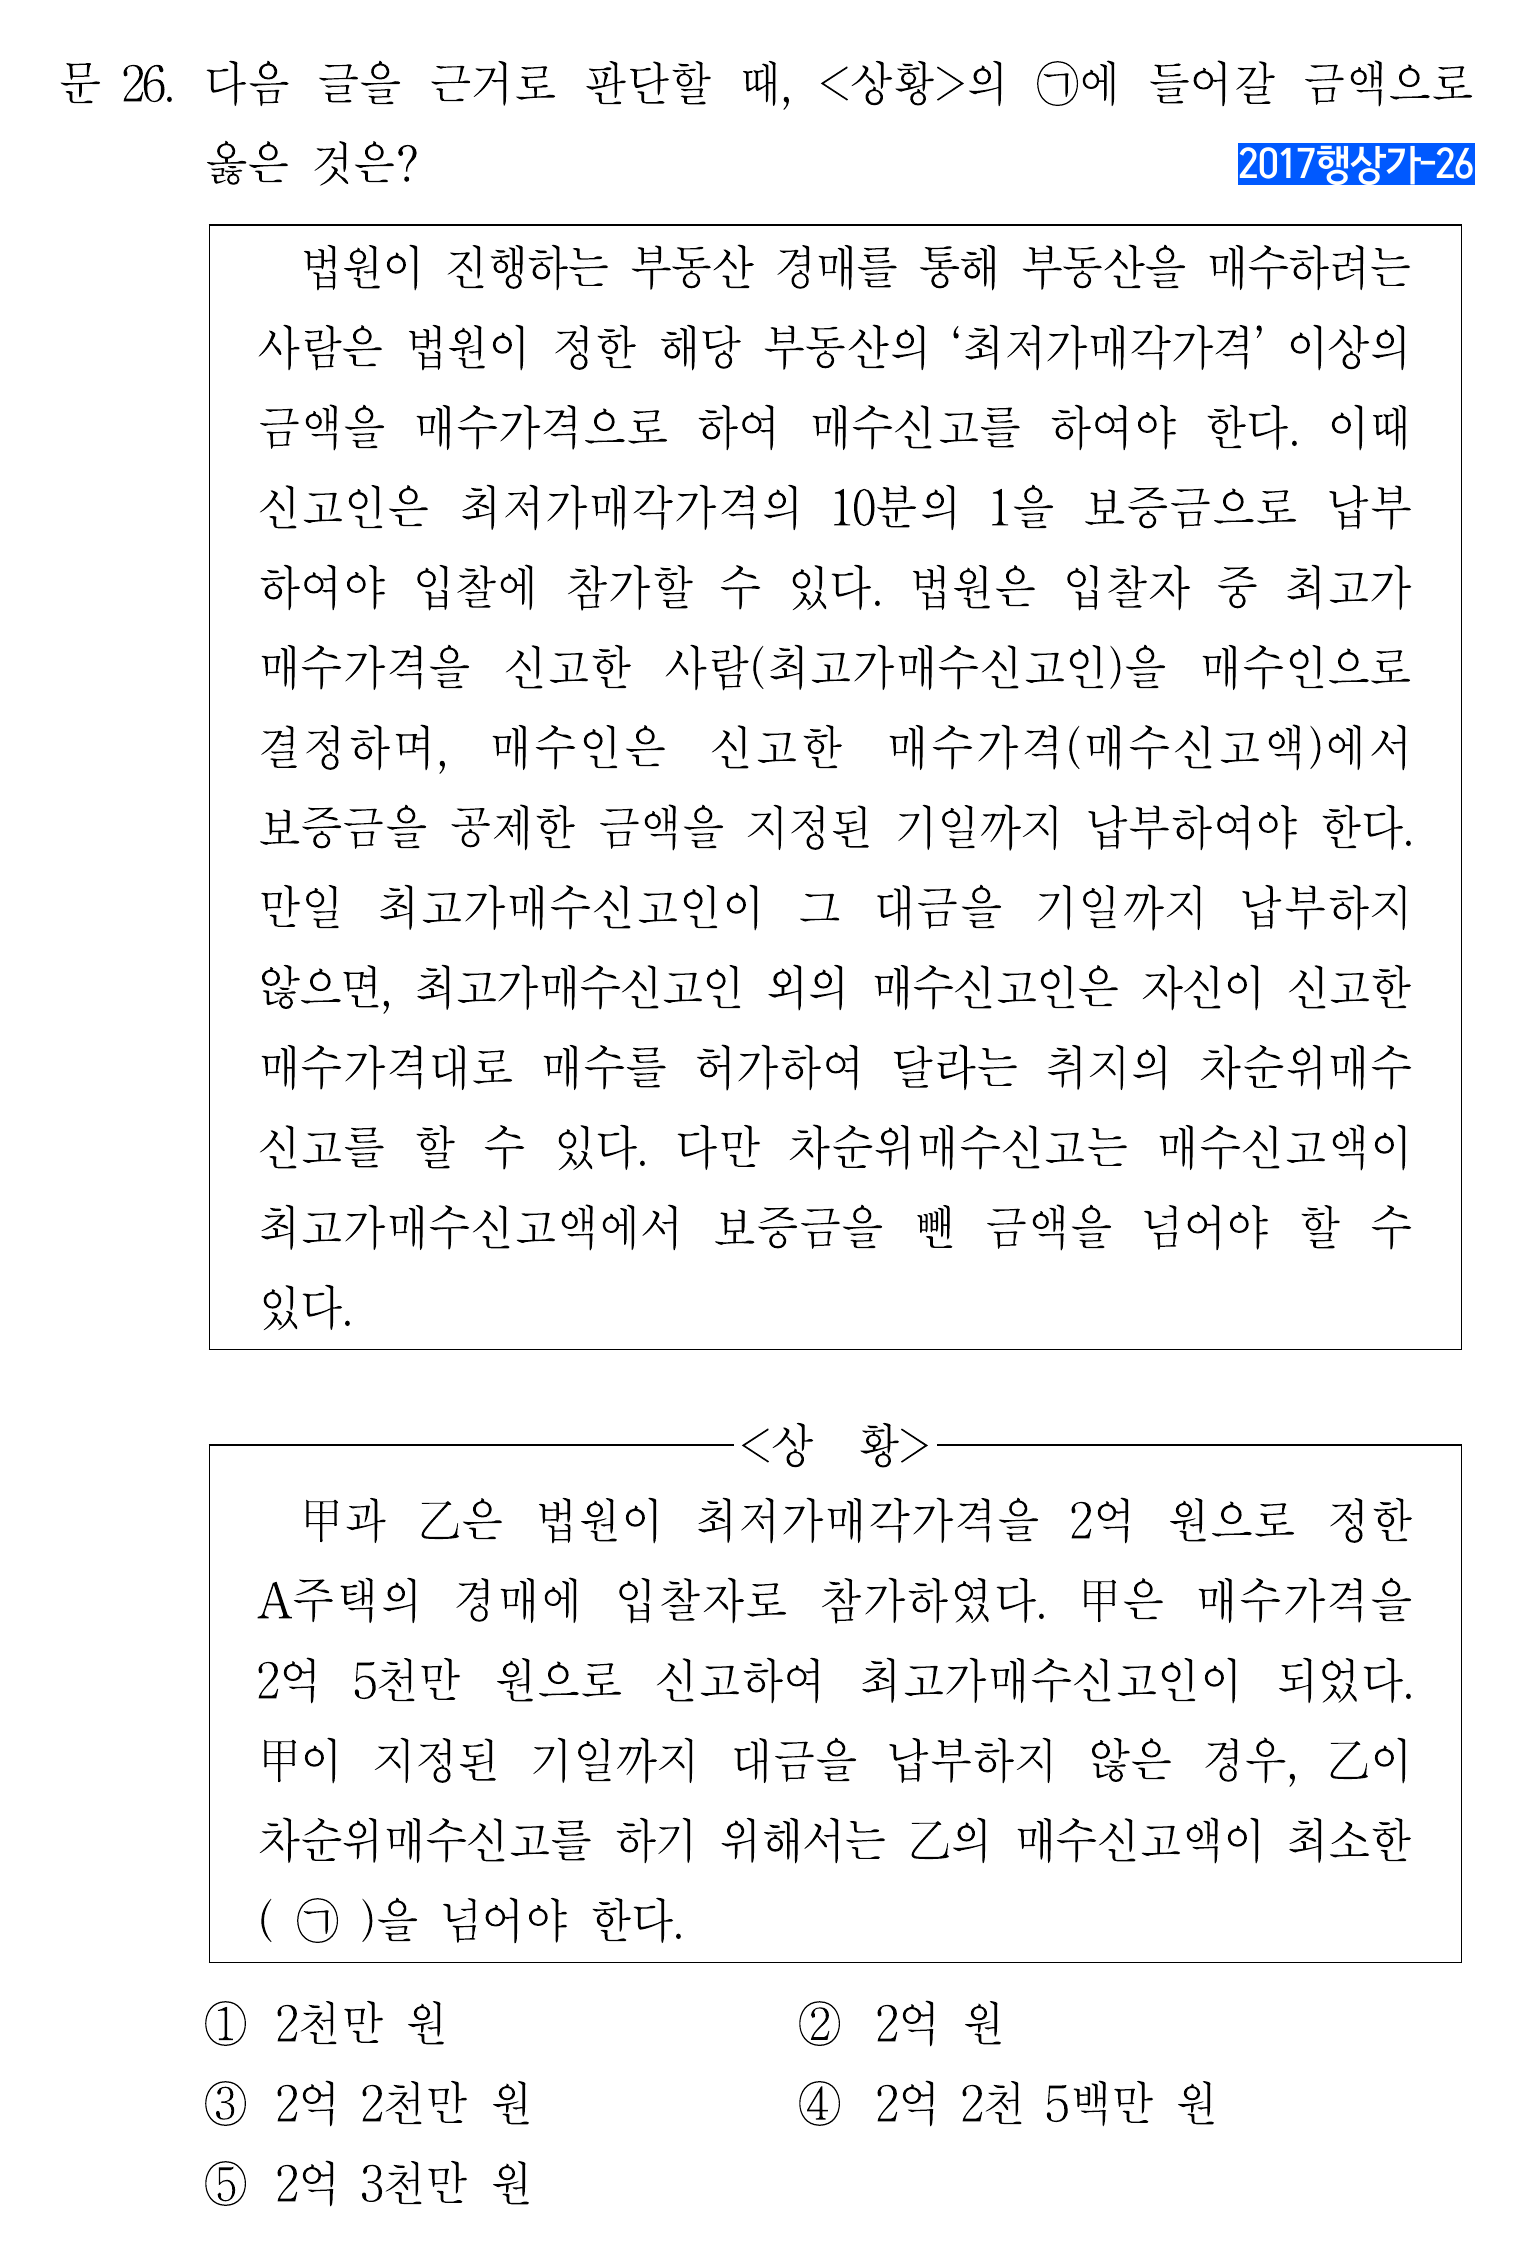 문 26. 다음 글을 근거로 판단할 때, <상황>의 ㉠에 들어갈 금액으로
옳은 것은?
2017행상가-26
법원이 진행하는 부동산 경매를 통해 부동산을 매수하려는
사람은 법원이 정한 해당 부동산의 ‘최저가매각가격’ 이상의
금액을 매수가격으로 하여 매수신고를 하여야 한다. 이때
신고인은 최저가매각가격의 10분의 1을 보증금으로 납부
하여야 입찰에 참가할 수 있다. 법원은 입찰자 중 최고가
매수가격을 신고한 사람(최고가매수신고인)을 매수인으로
결정하며, 매수인은 신고한 매수가격(매수신고액)에서
보증금을 공제한 금액을 지정된 기일까지 납부하여야 한다.
만일 최고가매수신고인이 그 대금을 기일까지 납부하지
않으면, 최고가매수신고인 외의 매수신고인은 자신이 신고한
매수가격대로 매수를 허가하여 달라는 취지의 차순위매수
신고를 할 수 있다. 다만 차순위매수신고는 매수신고액이
최고가매수신고액에서 보증금을 뺀 금액을 넘어야 할 수
있다.
<상 황>
甲과 乙은 법원이 최저가매각가격을 2억 원으로 정한
A주택의 경매에 입찰자로 참가하였다. 甲은 매수가격을
2억 5천만 원으로 신고하여 최고가매수신고인이 되었다.
甲이 지정된 기일까지 대금을 납부하지 않은 경우, 乙이
차순위매수신고를 하기 위해서는 乙의 매수신고액이 최소한
( ㉠ )을 넘어야 한다.
① 2천만 원 ② 2억 원
③ 2억 2천만 원 ④ 2억 2천 5백만 원
⑤ 2억 3천만 원